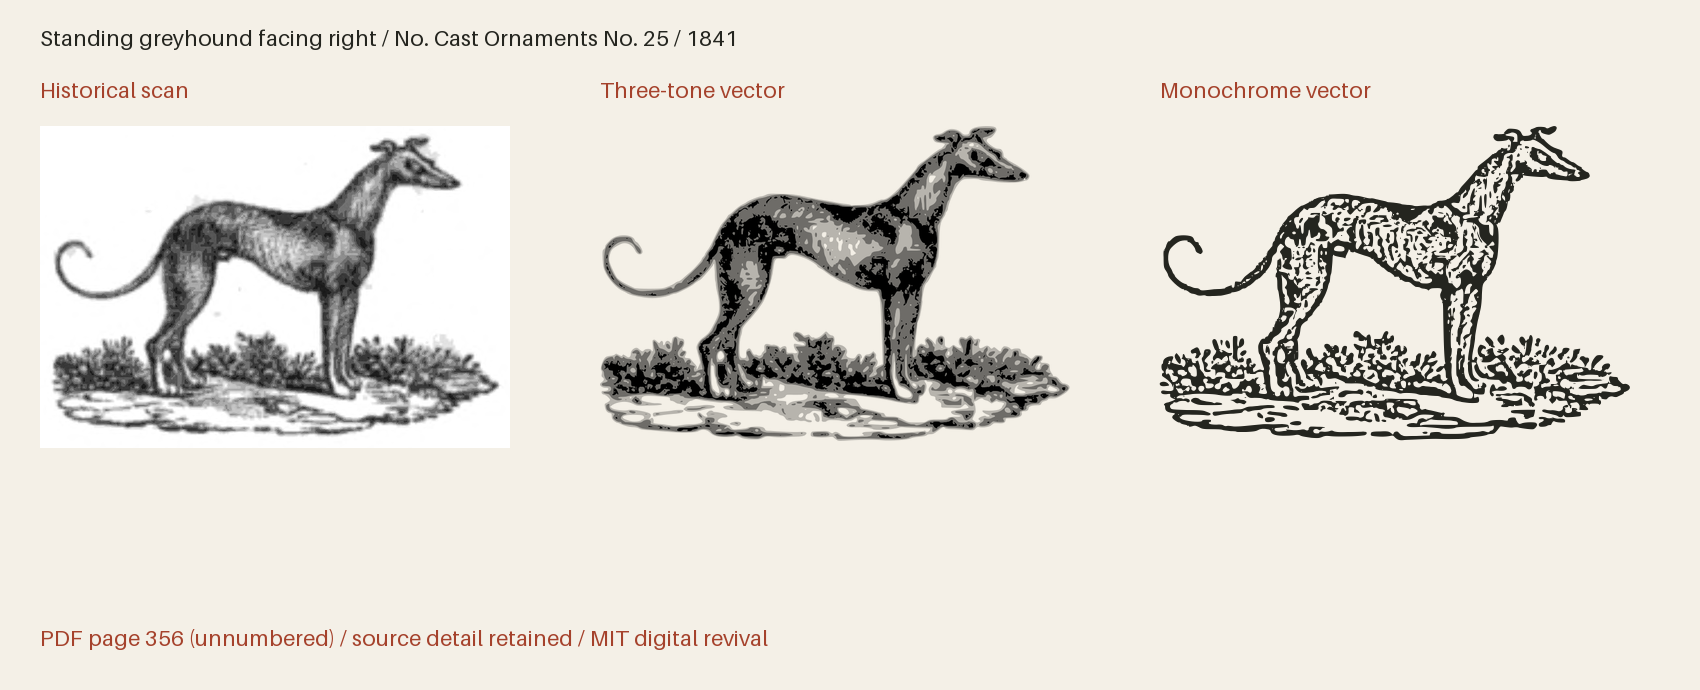 Standing greyhound facing right / No. Cast Ornaments No. 25 / 1841
Historical scan
Three-tone vector
Monochrome vector
PDF page 356 (unnumbered) / source detail retained / MIT digital revival